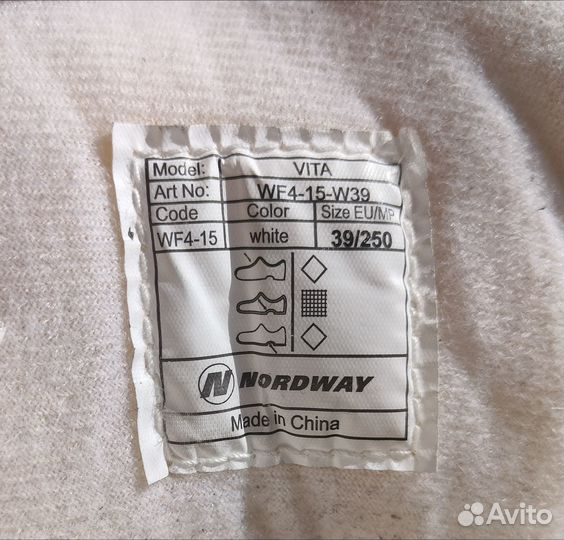 Model: VITA
Art No: WF4-15-W39
Code Color Size EU/MP
WF4-15 white 39/250
NORDWAY
Made in China
Avito